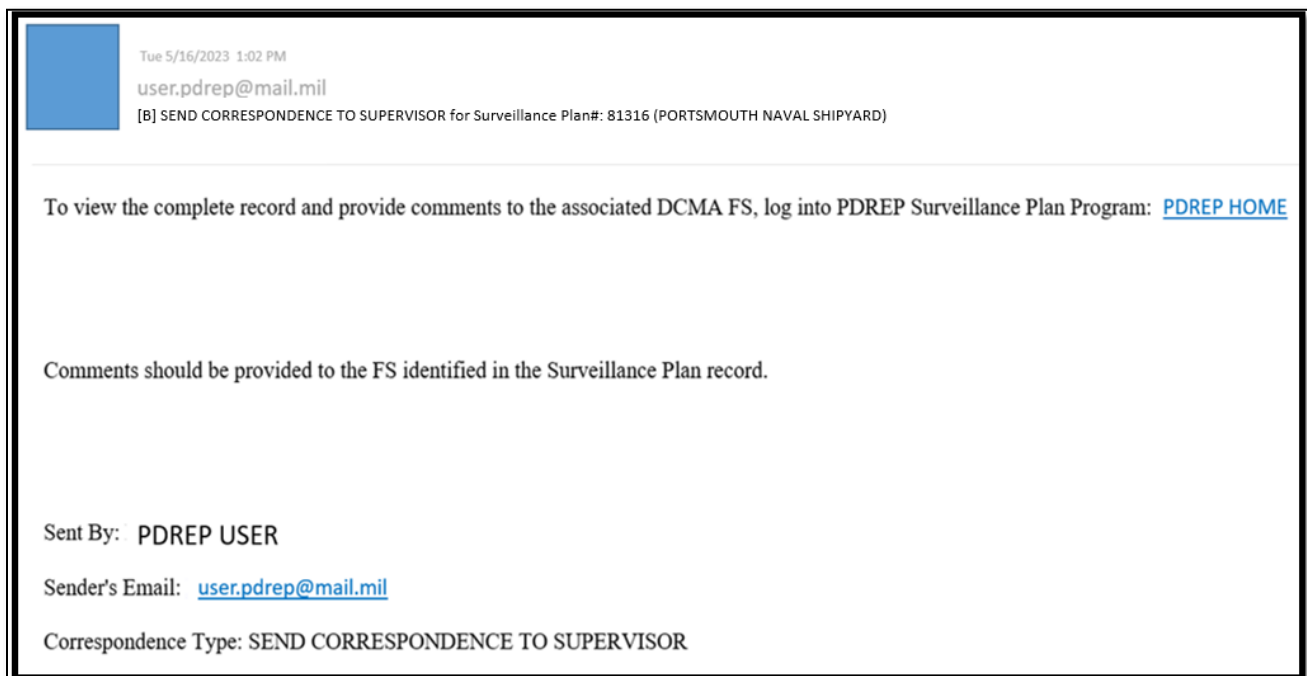 Tue 5/16/2023 1:02 PM
user.pdrep@mail.mil
[B] SEND CORRESPONDENCE TO SUPERVISOR for Surveillance Plan#: 81316 (PORTSMOUTH NAVAL SHIPYARD)
To view the complete record and provide comments to the associated DCMA FS, log into PDREP Surveillance Plan Program: PDREP HOME
Comments should be provided to the FS identified in the Surveillance Plan record.
Sent By: PDREP USER
Sender's Email: user.pdrep@mail.mil
Correspondence Type: SEND CORRESPONDENCE TO SUPERVISOR